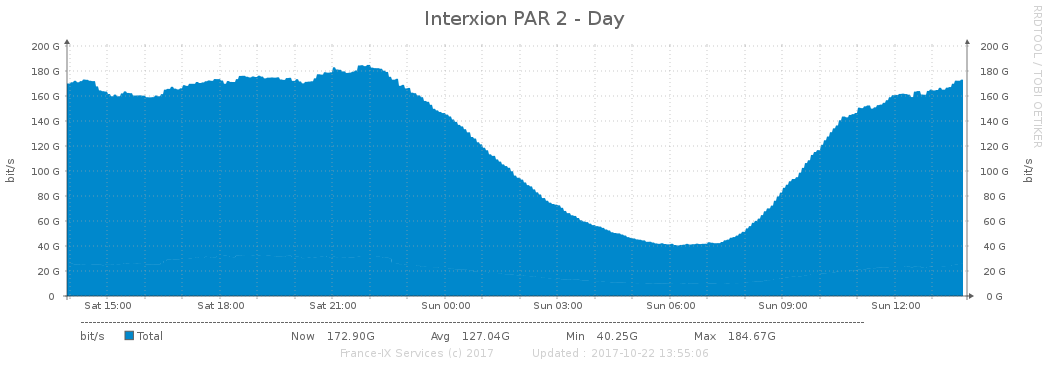 Interxion PAR 2 - Day
RRDTOOL / TOBI OETIKER
200 G 200 G
180 G 180 G
160 G 160 G
140 G 140 G
120 G 120 G
100 G 100 G
80 G 80 G
60 G 60 G
40 G 40 G
20 G 20 G
0 0 G
bit/s
bit/s
Sat 15:00 Sat 18:00 Sat 21:00 Sun 00:00 Sun 03:00 Sun 06:00 Sun 09:00 Sun 12:00
bit/s Total Now 172.90G Avg 127.04G Min 40.25G Max 184.67G
France-IX Services (c) 2017 Updated : 2017-10-22 13:55:06